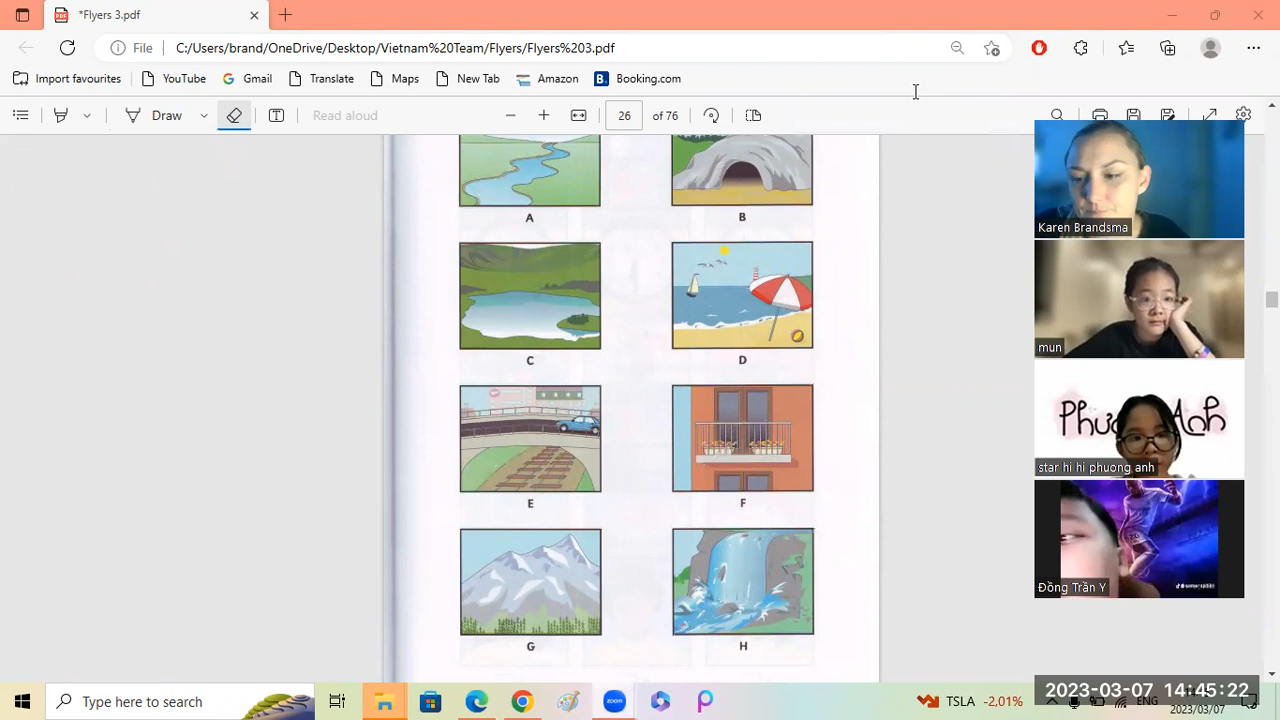 *Flyers 3.pdf
File
C:/Users/brand/OneDrive/Desktop/Vietnam%20Team/Flyers/Flyers%203.pdf
Import favourites
YouTube
Gmail
Translate
Maps
New Tab
Amazon
B.
Booking.com
Draw
Read aloud
26
of 76
A
B
C
D
E
F
G
H
Karen Brandsma
mun
star hi hi phuong anh
Đồng Trần Y
Type here to search
TSLA
-2,01%
ENG
2023-03-07 14:45:22
2023/03/07